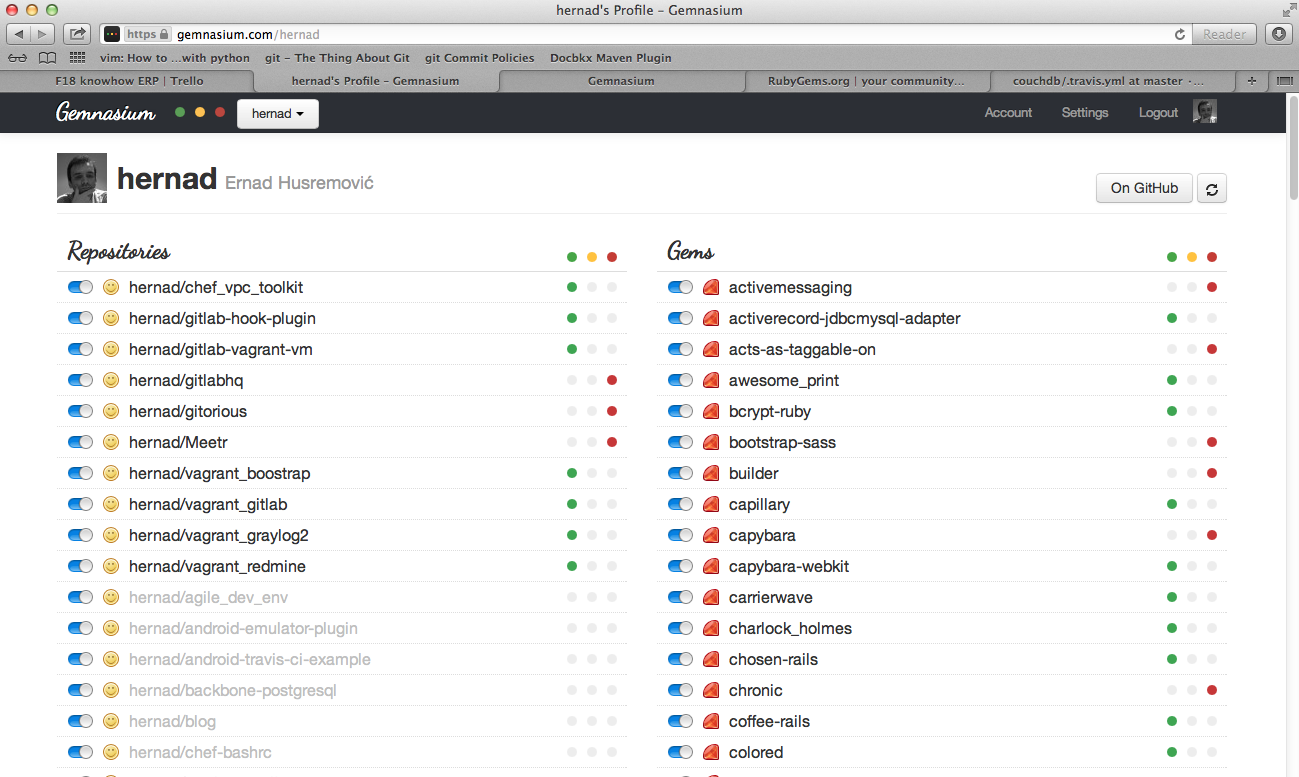 hernad's Profile – Gemnasium
https gemnasium.com/hernad Reader
vim: How to ...with python git – The Thing About Git git Commit Policies Docbkx Maven Plugin
F18 knowhow ERP | Trello hernad's Profile – Gemnasium Gemnasium RubyGems.org | your community... couchdb/.travis.yml at master · ...
Gemnasium hernad Account Settings Logout
hernad Ernad Husremović On GitHub
Repositories
hernad/chef_vpc_toolkit
hernad/gitlab-hook-plugin
hernad/gitlab-vagrant-vm
hernad/gitlabhq
hernad/gitorious
hernad/Meetr
hernad/vagrant_boostrap
hernad/vagrant_gitlab
hernad/vagrant_graylog2
hernad/vagrant_redmine
hernad/agile_dev_env
hernad/android-emulator-plugin
hernad/android-travis-ci-example
hernad/backbone-postgresql
hernad/blog
hernad/chef-bashrc
Gems
activemessaging
activerecord-jdbcmysql-adapter
acts-as-taggable-on
awesome_print
bcrypt-ruby
bootstrap-sass
builder
capillary
capybara
capybara-webkit
carrierwave
charlock_holmes
chosen-rails
chronic
coffee-rails
colored